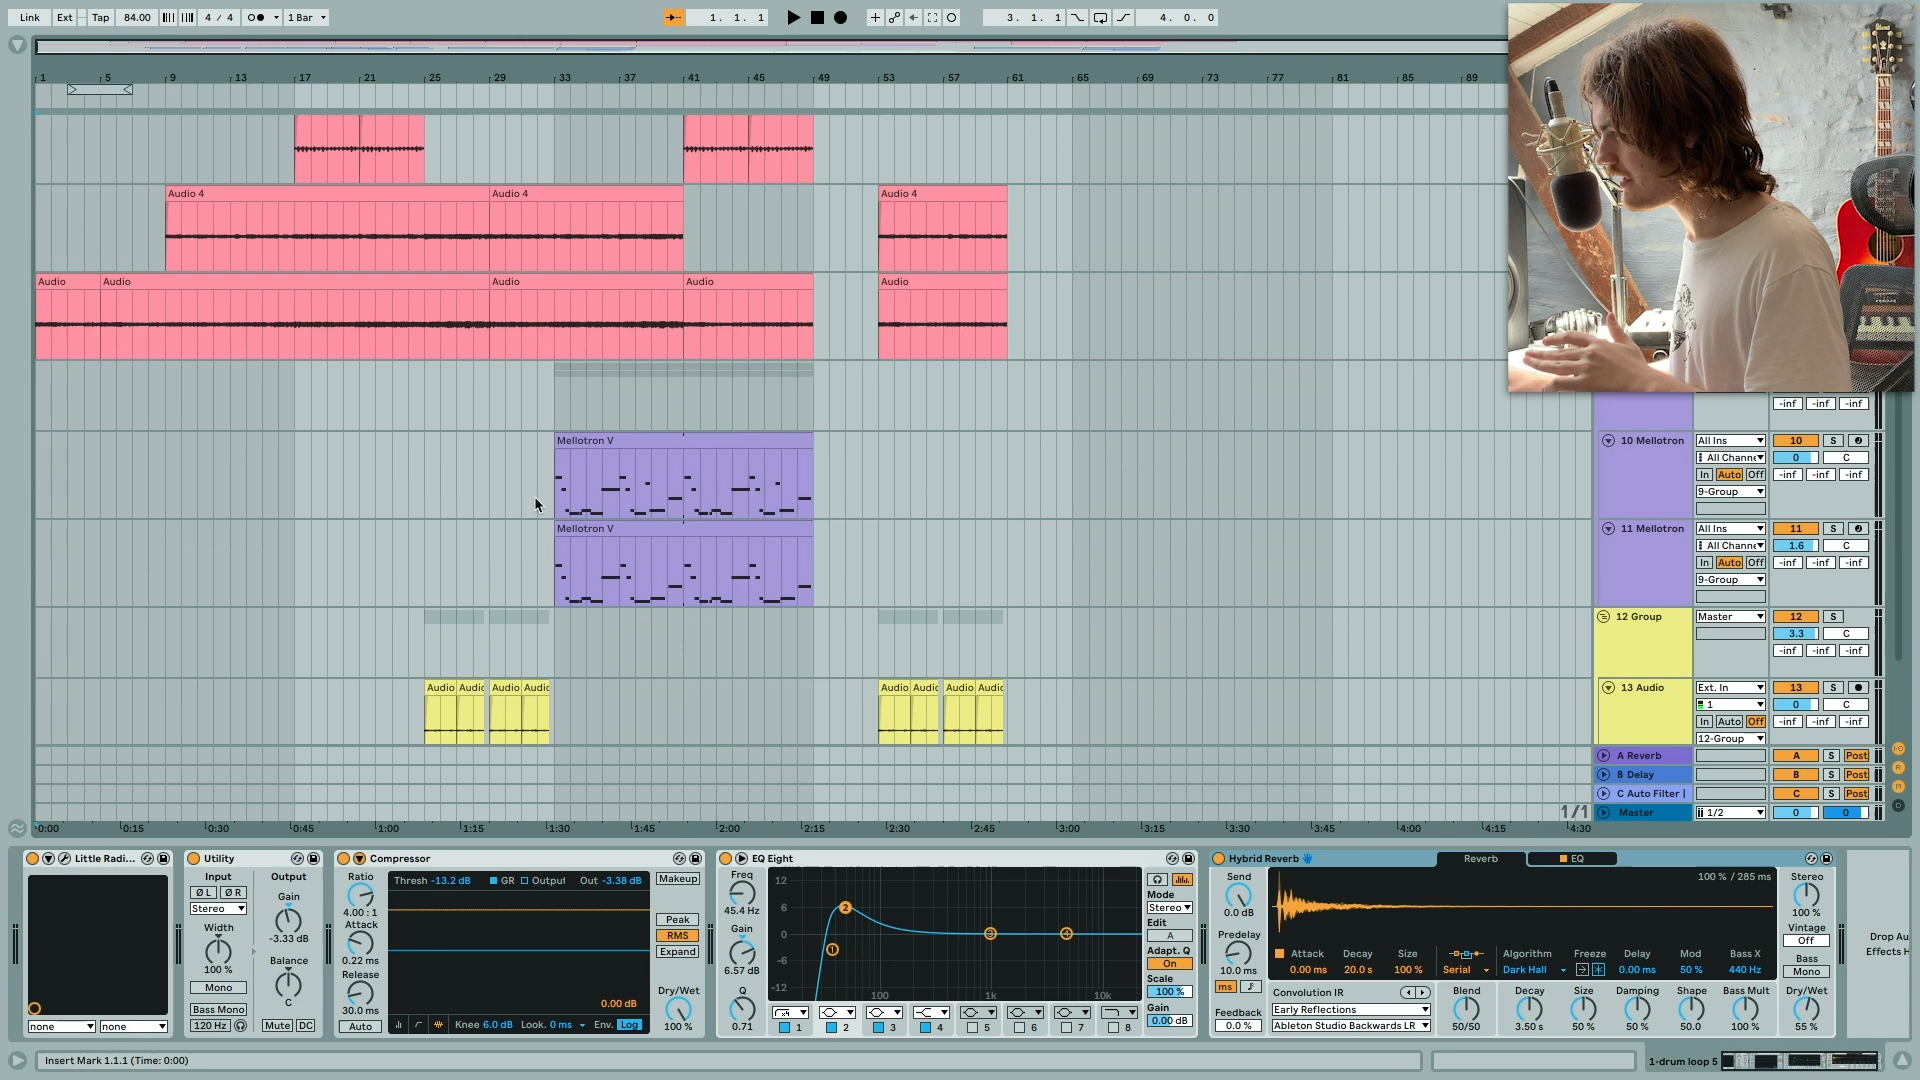 Link Ext Tap 84.00 4 / 4 1 Bar 1. 1. 1 3. 1. 1 4. 0. 0
1 5 9 13 17 21 25 29 33 37 41 45 49 53 57 61 65 69 73 77 81 85 89
Audio 4 Audio 4 Audio 4
Audio Audio Audio Audio Audio
-inf -inf -inf
Mellotron V 10 Mellotron All Ins 10 S
All Channe 0 C
In Auto Off -inf -inf -inf
9-Group
Mellotron V 11 Mellotron All Ins 11 S
All Channe 1.6 C
In Auto Off -inf -inf -inf
9-Group
12 Group Master 12 S
3.3 C
-inf -inf -inf
Audio Audio Audio Audio Audio Audio Audio Audio 13 Audio Ext. In 13 S
1 0 C
In Auto Off -inf -inf -inf
12-Group
A Reverb A S Post
B Delay B S Post
C Auto Filter | C S Post
1/1 Master 1/2 0 0
0:00 0:15 0:30 0:45 1:00 1:15 1:30 1:45 2:00 2:15 2:30 2:45 3:00 3:15 3:30 3:45 4:00 4:15 4:30
Little Radi...
none none
Utility
Input Output
Ø L Ø R
Stereo
Gain
-3.33 dB
Width
100 %
Balance
C
Mono
Bass Mono
120 Hz
Mute DC
Compressor
Ratio
4.00 : 1
Attack
0.22 ms
Release
30.0 ms
Auto
Thresh -13.2 dB GR Output Out -3.38 dB
0.00 dB
Knee 6.0 dB Look. 0 ms Env. Log
Makeup
Peak
RMS
Expand
Dry/Wet
100 %
EQ Eight
Freq
45.4 Hz
Gain
6.57 dB
Q
0.71
12
6
0
-6
-12
100 1k 10k
1 2 3 4
1 2 3 4 5 6 7 8
Mode
Stereo
Edit
A
Adapt. Q
On
Scale
100 %
Gain
0.00 dB
Hybrid Reverb Reverb EQ
Send
0.0 dB
Predelay
10.0 ms
ms
Feedback
0.0 %
100 % / 285 ms
Attack Decay Size Algorithm Freeze Delay Mod Bass X
0.00 ms 20.0 s 100 % Serial Dark Hall 0.00 ms 50 % 440 Hz
Convolution IR
Early Reflections
Ableton Studio Backwards LR
Blend Decay Size Damping Shape Bass Mult
50/50 3.50 s 50 % 50 % 50.0 100 %
Stereo
100 %
Vintage
Off
Bass
Mono
Dry/Wet
55 %
Drop Au
Effects H
Insert Mark 1.1.1 (Time: 0:00)
1-drum loop 5